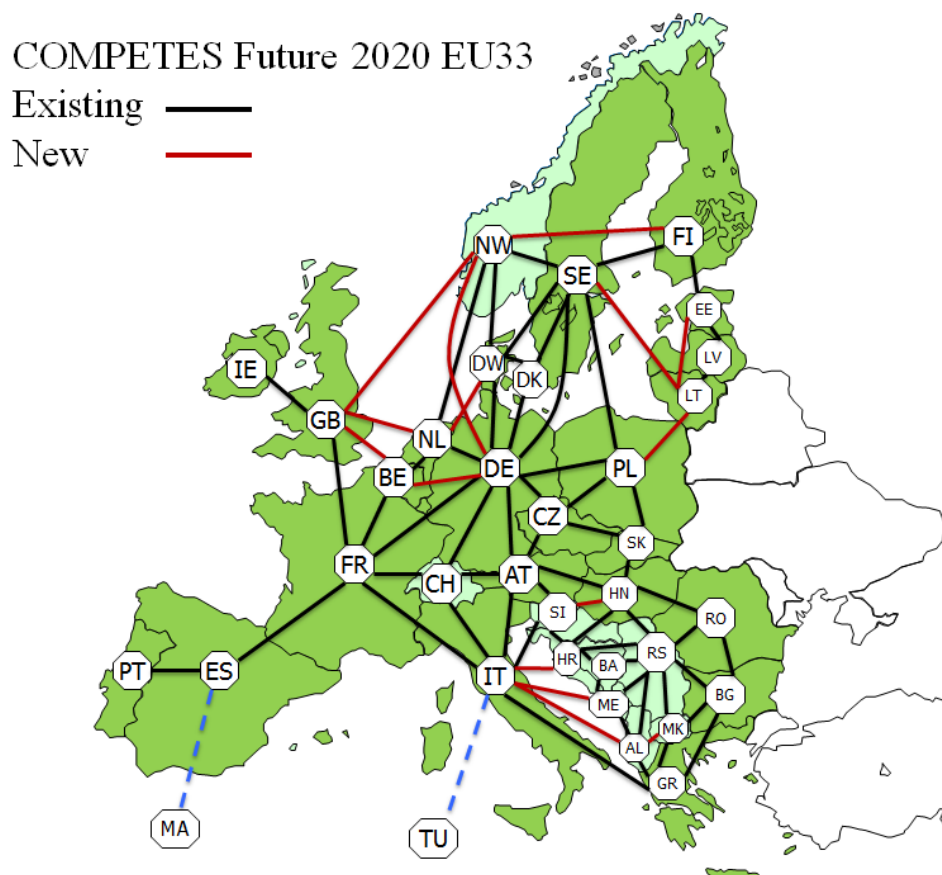 COMPETES Future 2020 EU33
Existing
New
NW
FI
SE
EE
LV
IE
DW
DK
LT
GB
NL
BE
DE
PL
CZ
SK
FR
CH
AT
HN
SI
RO
HR
BA
RS
PT
ES
IT
ME
BG
MK
AL
GR
MA
TU